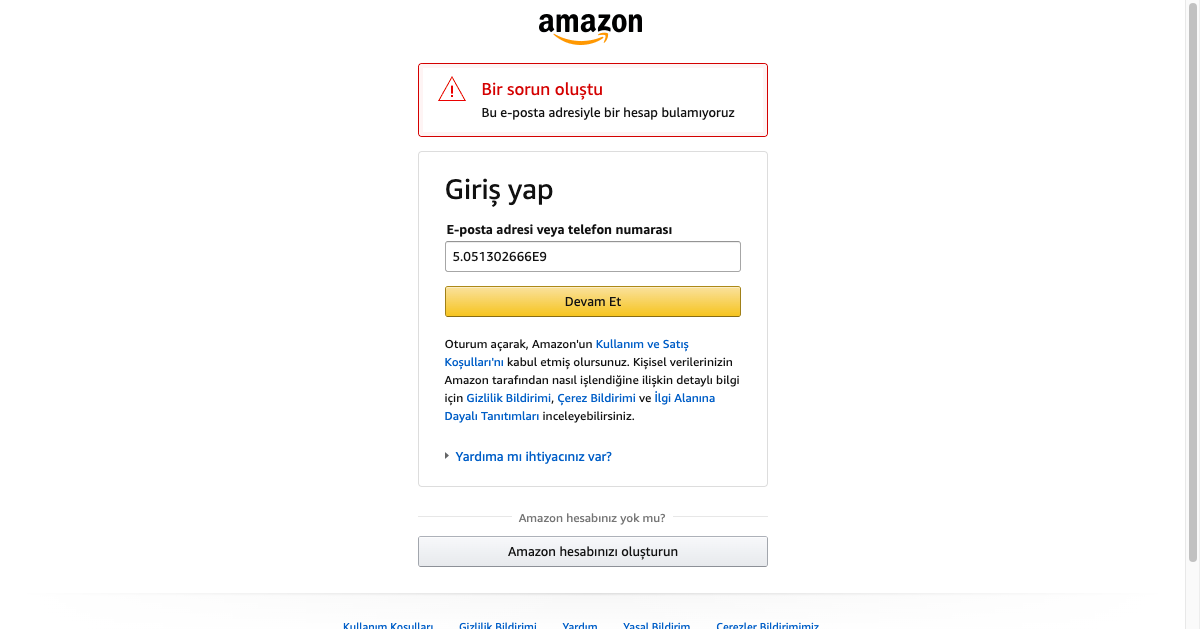 amazon
Bir sorun oluştu
Bu e-posta adresiyle bir hesap bulamıyoruz
Giriş yap
E-posta adresi veya telefon numarası
5.051302666E9
Devam Et
Oturum açarak, Amazon'un Kullanım ve Satış
Koşulları'nı kabul etmiş olursunuz. Kişisel verilerinizin
Amazon tarafından nasıl işlendiğine ilişkin detaylı bilgi
için Gizlilik Bildirimi, Çerez Bildirimi ve İlgi Alanına
Dayalı Tanıtımları inceleyebilirsiniz.
Yardıma mı ihtiyacınız var?
Amazon hesabınız yok mu?
Amazon hesabınızı oluşturun
Kullanım Koşulları Gizlilik Bildirimi Yardım Yasal Bildirim Çerezler Bildirimimiz